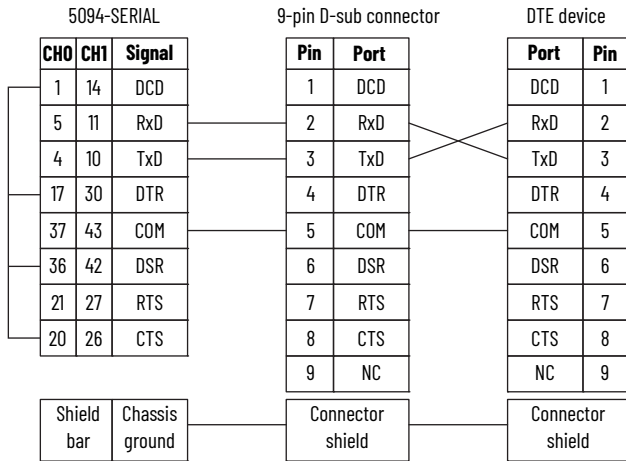 5094-SERIAL 9-pin D-sub connector DTE device
CH0 CH1 Signal Pin Port Port Pin
1 14 DCD 1 DCD DCD 1
5 11 RxD 2 RxD RxD 2
4 10 TxD 3 TxD TxD 3
17 30 DTR 4 DTR DTR 4
37 43 COM 5 COM COM 5
36 42 DSR 6 DSR DSR 6
21 27 RTS 7 RTS RTS 7
20 26 CTS 8 CTS CTS 8
9 NC NC 9
Shield Chassis Connector Connector
bar ground shield shield